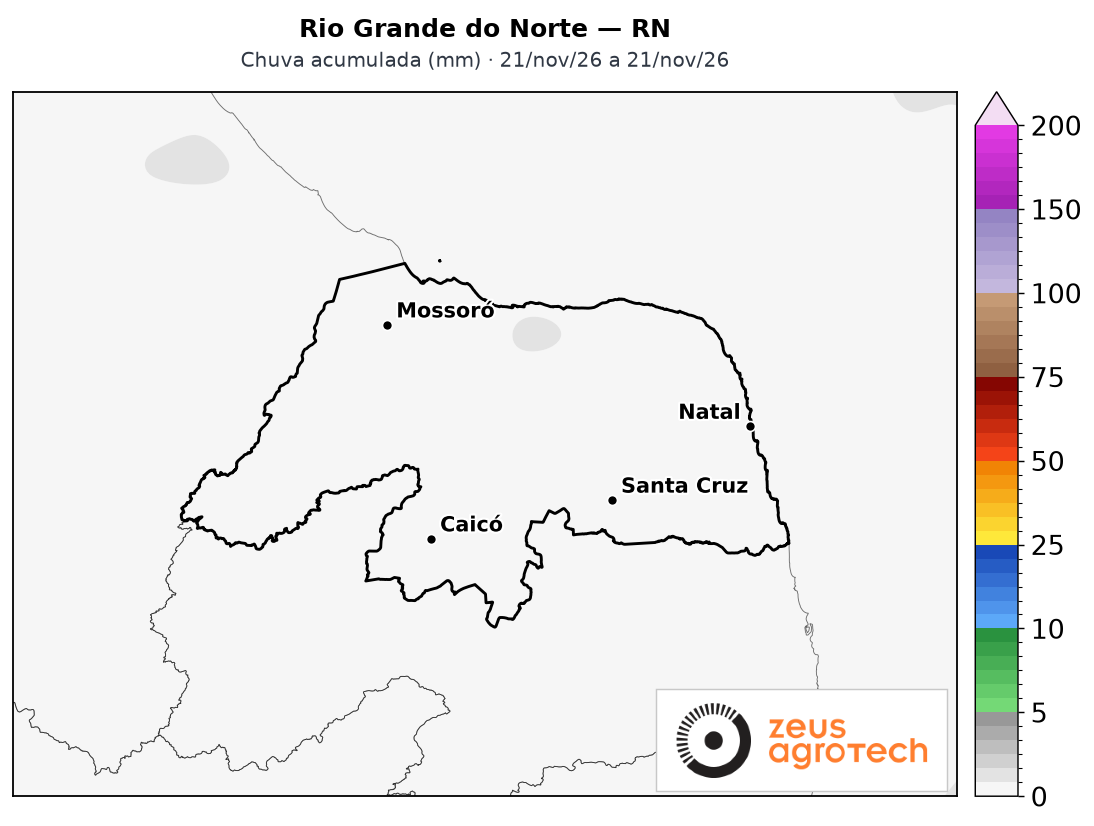 Rio Grande do Norte — RN
Chuva acumulada (mm) · 21/nov/26 a 21/nov/26
Mossoró
Natal
Santa Cruz
Caicó
200
150
100
75
50
25
10
5
0
zeus
agrotech